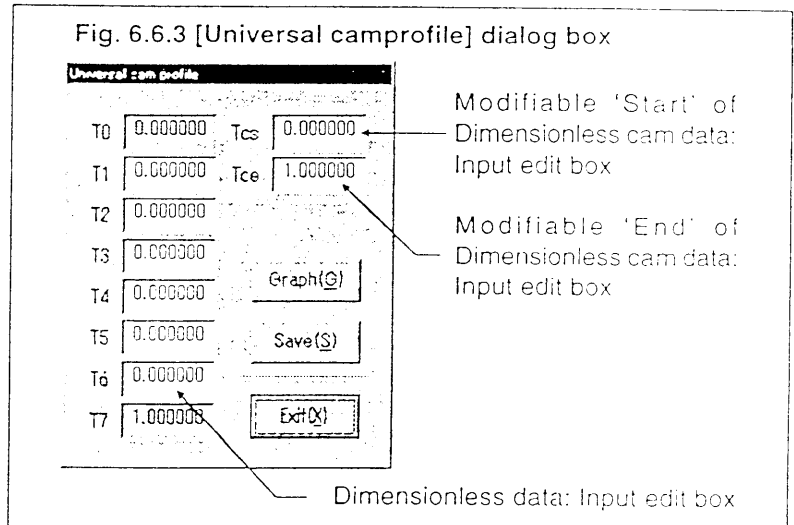 Fig. 6.6.3 [Universal camprofile] dialog box
Universal cam profile
T0 0.000000 Tcs 0.000000
T1 0.000000 Tce 1.000000
T2 0.000000
T3 0.000000
T4 0.000000
T5 0.000000
T6 0.000000
T7 1.000000
Graph(G)
Save(S)
Exit(X)
Modifiable 'Start' of
Dimensionless cam data:
Input edit box
Modifiable 'End' of
Dimensionless cam data:
Input edit box
Dimensionless data: Input edit box